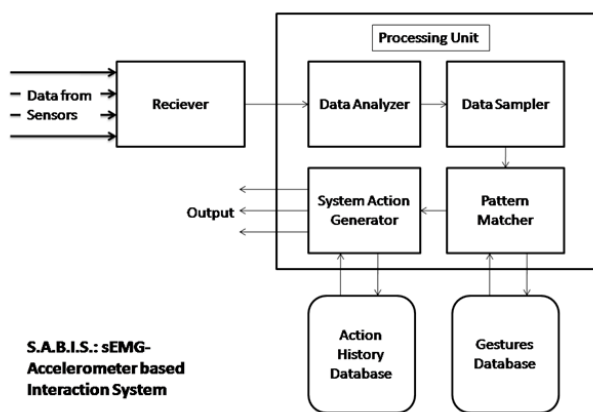 Processing Unit
Data from
Sensors
Reciever
Data Analyzer
Data Sampler
Output
System Action
Generator
Pattern
Matcher
Action
History
Database
Gestures
Database
S.A.B.I.S.: sEMG-
Accelerometer based
Interaction System